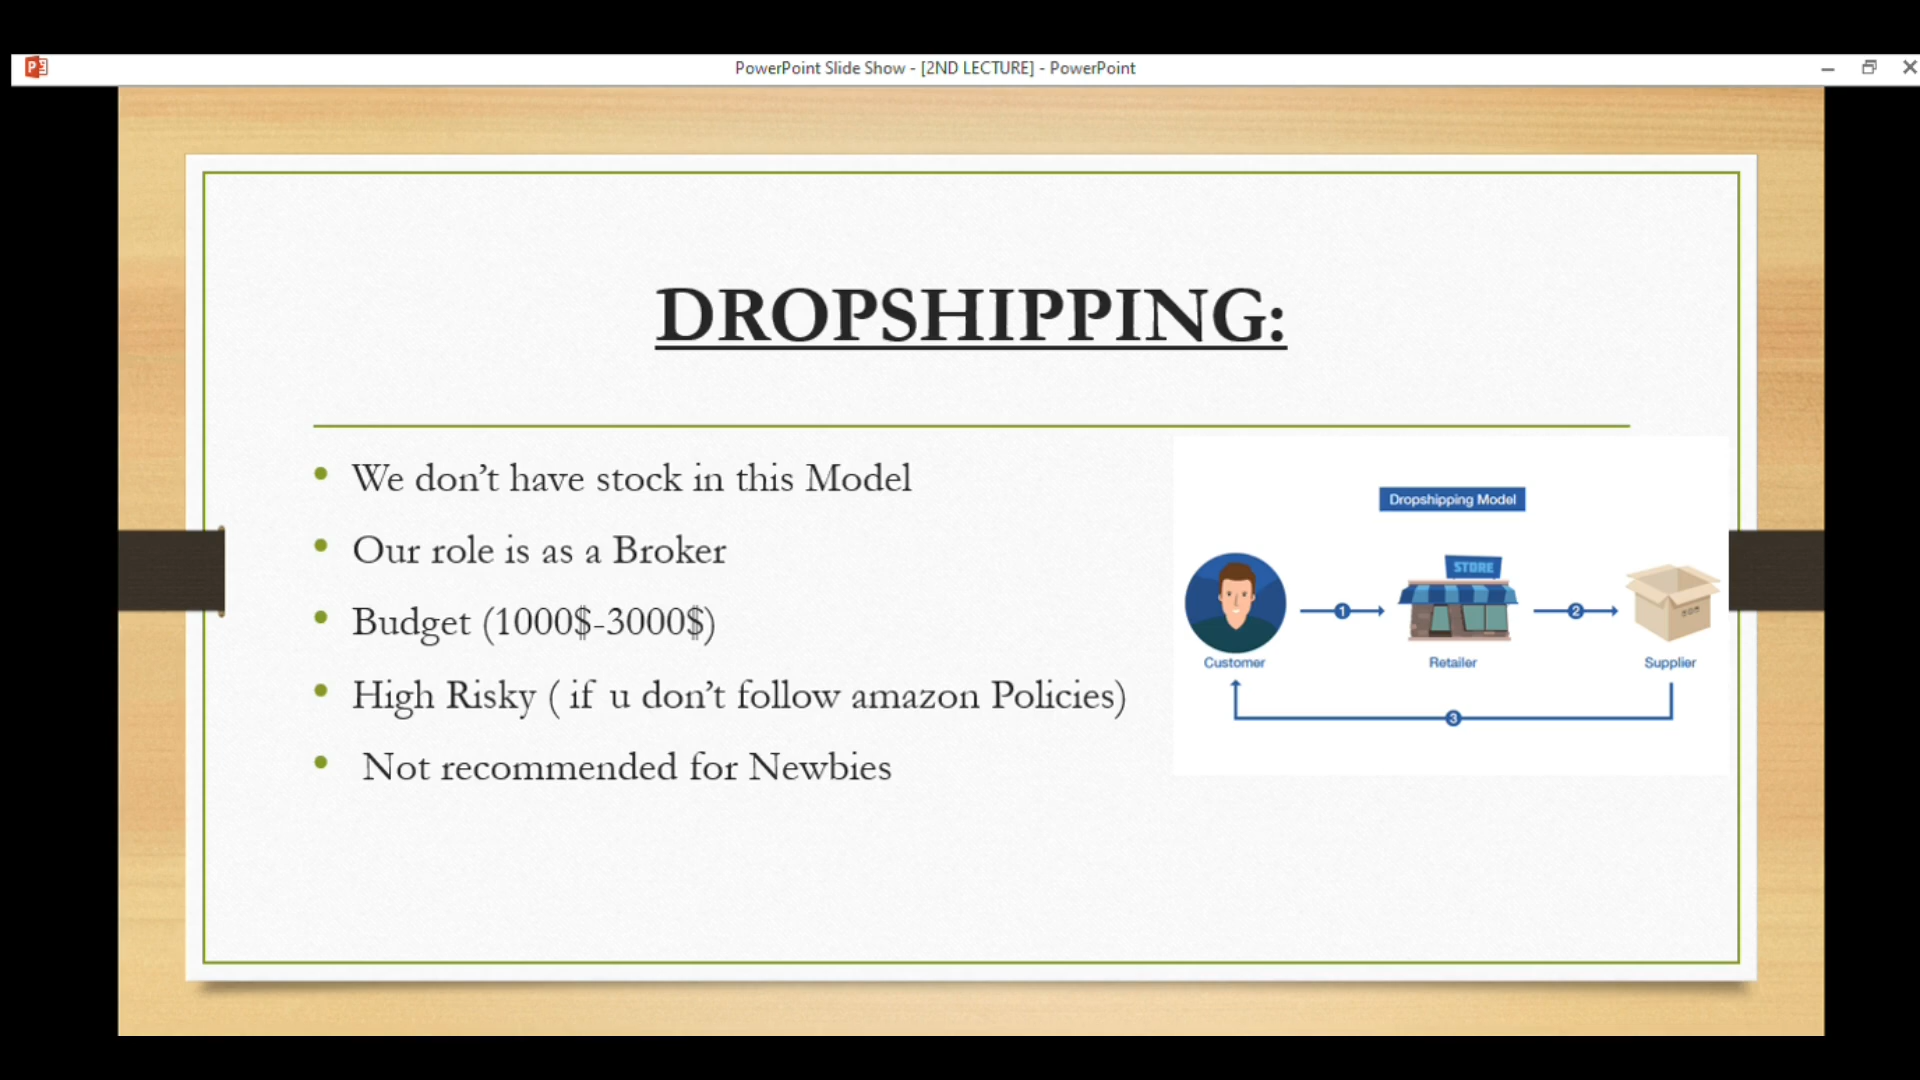 PowerPoint Slide Show - [2ND LECTURE] - PowerPoint
DROPSHIPPING:
• We don’t have stock in this Model
• Our role is as a Broker
• Budget (1000$-3000$)
• High Risky ( if u don’t follow amazon Policies)
• Not recommended for Newbies
Dropshipping Model
STORE
1
2
Customer
Retailer
Supplier
3